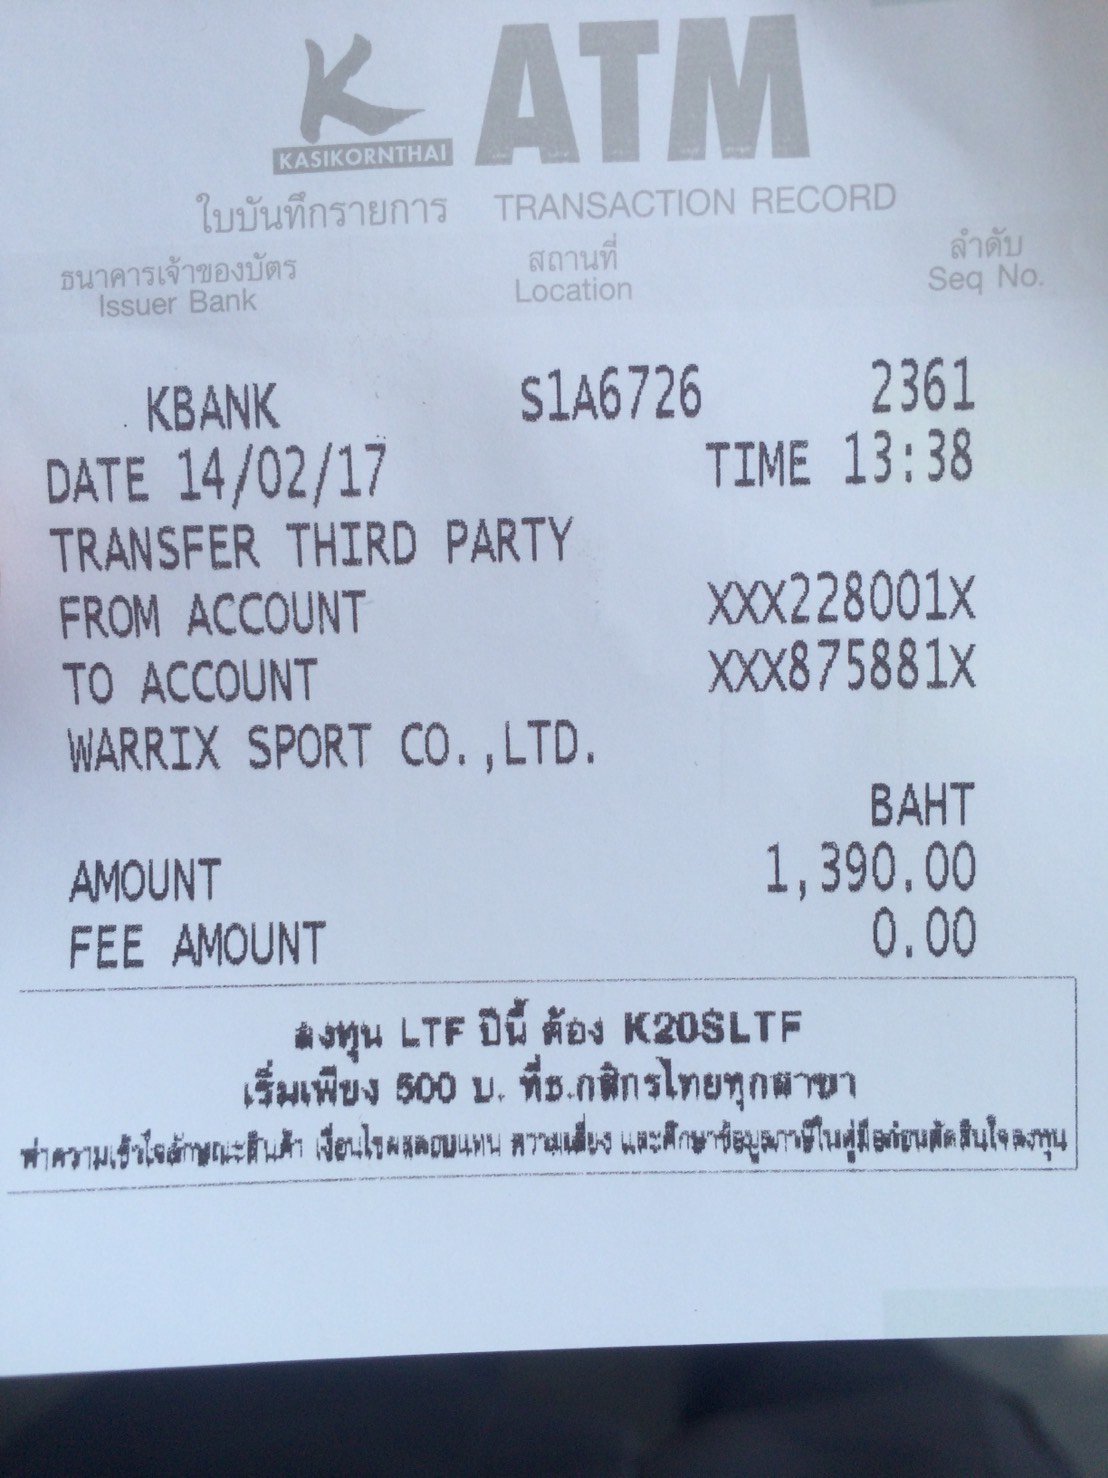 K ATM
KASIKORNTHAI
ใบบันทึกรายการ TRANSACTION RECORD
ธนาคารเจ้าของบัตร สถานที่ ลำดับ
Issuer Bank Location Seq No.
KBANK S1A6726 2361
DATE 14/02/17 TIME 13:38
TRANSFER THIRD PARTY
FROM ACCOUNT XXX228001X
TO ACCOUNT XXX875881X
WARRIX SPORT CO.,LTD.
BAHT
AMOUNT 1,390.00
FEE AMOUNT 0.00
ลงทุน LTF ปีนี้ ต้อง K20SLTF
เริ่มเพียง 500 บ. ที่ธ.กสิกรไทยทุกสาขา
ทำความเข้าใจลักษณะสินค้า เงื่อนไขผลตอบแทน ความเสี่ยง และศึกษาข้อมูลภาษีในคู่มือก่อนตัดสินใจลงทุน